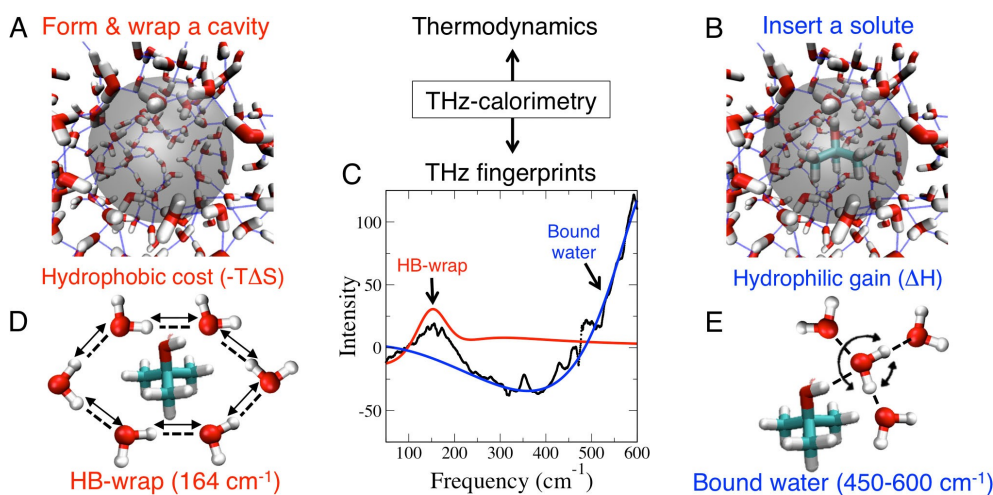 A
Form & wrap a cavity
Hydrophobic cost (-TΔS)
Thermodynamics
THz-calorimetry
THz fingerprints
B
Insert a solute
Hydrophilic gain (ΔH)
C
HB-wrap
Bound
water
Intensity
100
50
0
-50
100
200
300
400
500
600
Frequency (cm⁻¹)
D
HB-wrap (164 cm⁻¹)
E
Bound water (450-600 cm⁻¹)